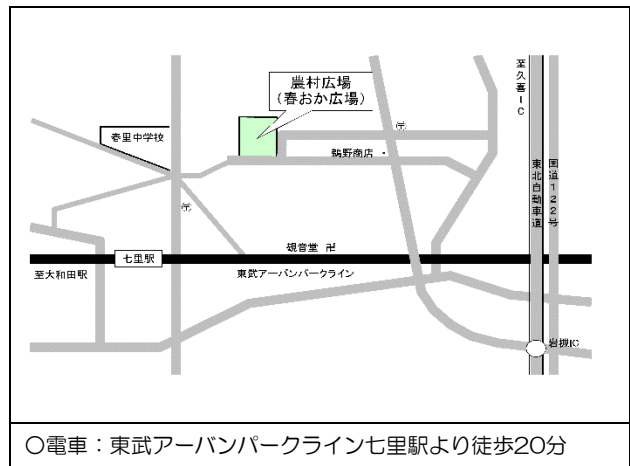 農村広場
(春おか広場)
至久喜IC
春里中学校
〒
鵜野商店
東北自動車道
国道122号
〒
観音堂 卍
七里駅
至大和田駅
東武アーバンパークライン
岩槻IC
〇電車：東武アーバンパークライン七里駅より徒歩20分